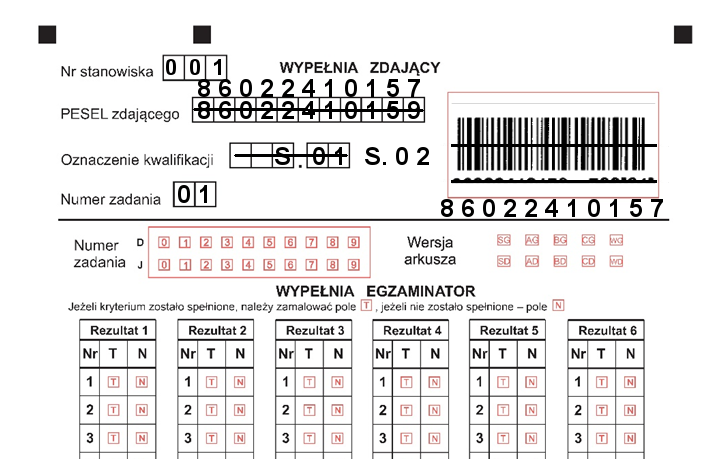 Nr stanowiska 0 0 1
WYPEŁNIA ZDAJĄCY
8 6 0 2 2 4 1 0 1 5 7
PESEL zdającego 8 6 0 2 2 4 1 0 1 5 9
Oznaczenie kwalifikacji S . 0 1 S. 0 2
Numer zadania 0 1
8 6 0 2 2 4 1 0 1 5 7
Numer zadania
D 0 1 2 3 4 5 6 7 8 9
J 0 1 2 3 4 5 6 7 8 9
Wersja arkusza
SG AG BG CG WG
SD AD BD CD WD
WYPEŁNIA EGZAMINATOR
Jeżeli kryterium zostało spełnione, należy zamalować pole T , jeżeli nie zostało spełnione – pole N
Rezultat 1 Rezultat 2 Rezultat 3 Rezultat 4 Rezultat 5 Rezultat 6
Nr T N Nr T N Nr T N Nr T N Nr T N Nr T N
1 T N 1 T N 1 T N 1 T N 1 T N 1 T N
2 T N 2 T N 2 T N 2 T N 2 T N 2 T N
3 T N 3 T N 3 T N 3 T N 3 T N 3 T N